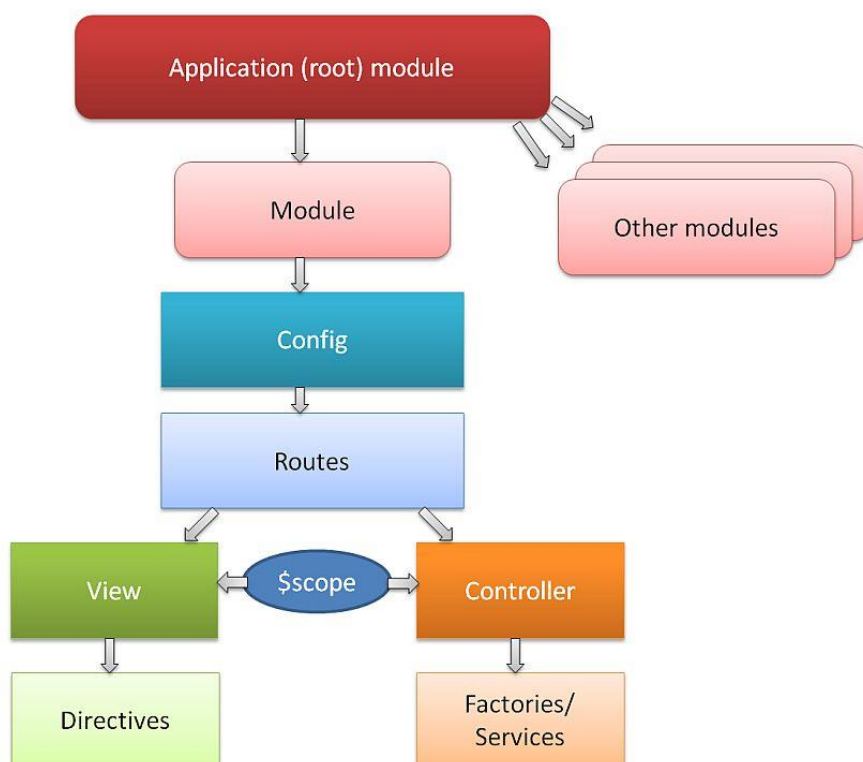 Application (root) module
Module
Other modules
Config
Routes
View
$scope
Controller
Directives
Factories/
Services